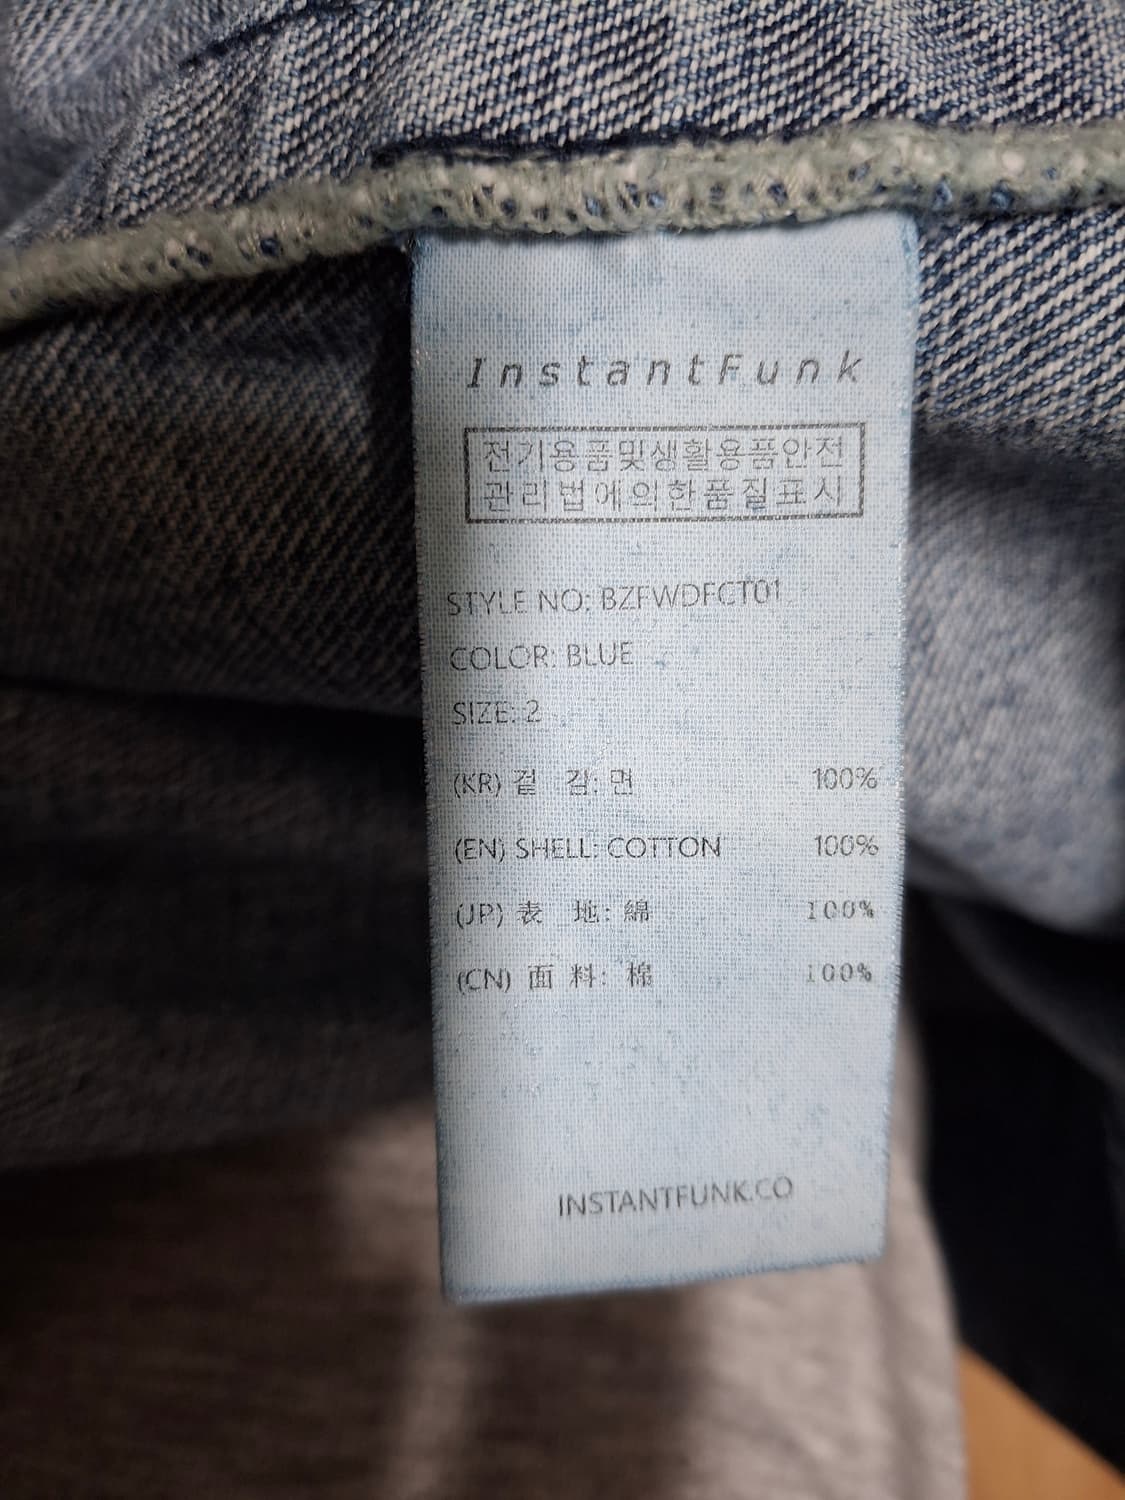 InstantFunk
전기용품및생활용품안전
관리법에의한품질표시
STYLE NO: BZFWDFCT01
COLOR: BLUE
SIZE: 2
(KR) 겉 감: 면 100%
(EN) SHELL: COTTON 100%
(JP) 表 地: 綿 100%
(CN) 面 料: 棉 100%
INSTANTFUNK.CO